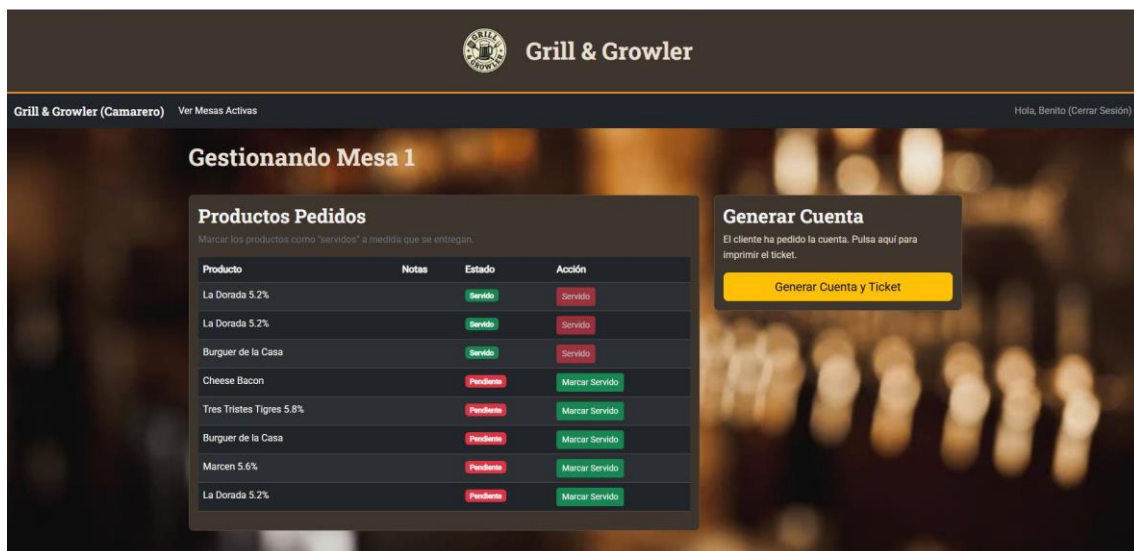 GRILL
& GROWLER
Grill & Growler
Grill & Growler (Camarero) Ver Mesas Activas Hola, Benito (Cerrar Sesión)
Gestionando Mesa 1
Productos Pedidos
Marcar los productos como "servidos" a medida que se entregan.
Producto Notas Estado Acción
La Dorada 5.2% Servido Servido
La Dorada 5.2% Servido Servido
Burguer de la Casa Servido Servido
Cheese Bacon Pendiente Marcar Servido
Tres Tristes Tigres 5.8% Pendiente Marcar Servido
Burguer de la Casa Pendiente Marcar Servido
Marcen 5.6% Pendiente Marcar Servido
La Dorada 5.2% Pendiente Marcar Servido
Generar Cuenta
El cliente ha pedido la cuenta. Pulsa aquí para
imprimir el ticket.
Generar Cuenta y Ticket